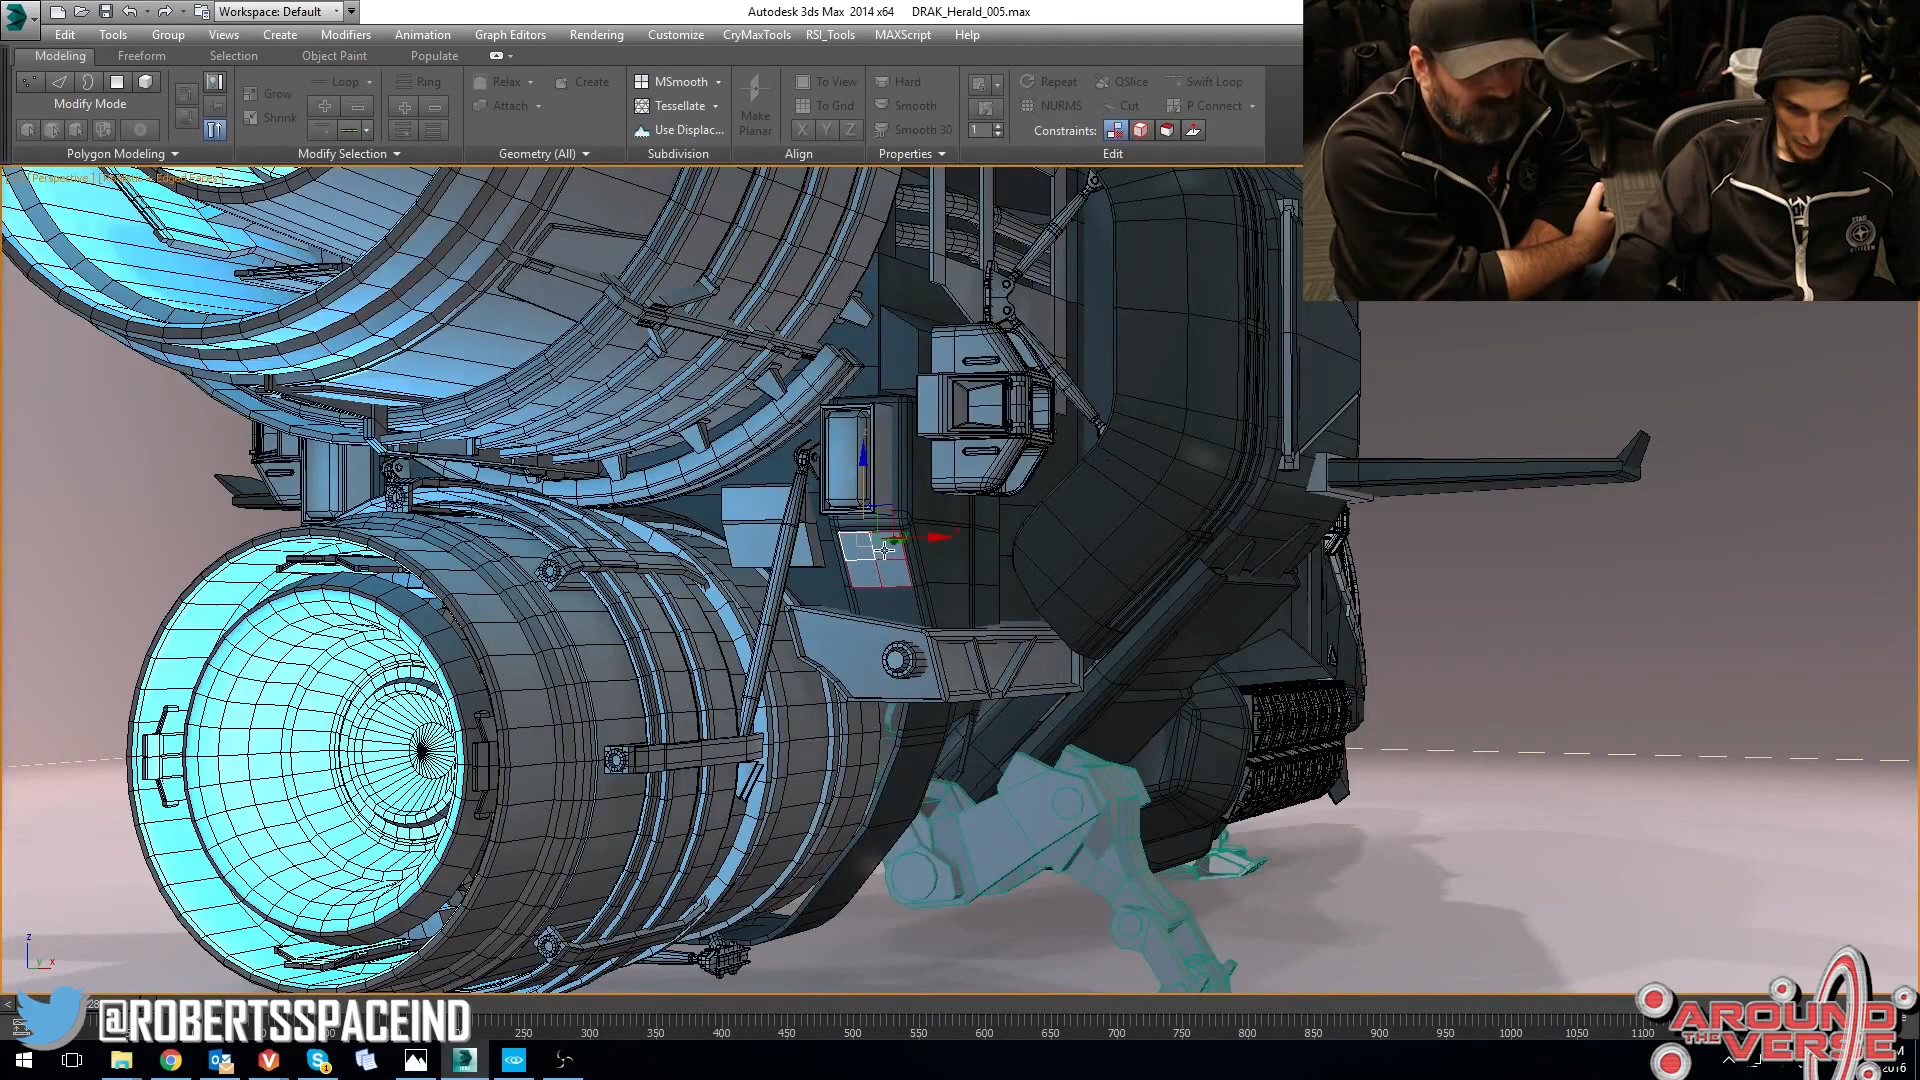 Workspace: Default
Autodesk 3ds Max 2014 x64 DRAK_Herald_005.max
Edit Tools Group Views Create Modifiers Animation Graph Editors Rendering Customize CryMaxTools RSI_Tools MAXScript Help
Modeling Freeform Selection Object Paint Populate
Loop Ring Relax Create MSmooth To View Hard Repeat QSlice Swift Loop
Grow Attach Tessellate Make Planar To Grid Smooth NURMS Cut P Connect
Modify Mode
Shrink Use Displac... X Y Z Smooth 30 1 Constraints:
Polygon Modeling Modify Selection Geometry (All) Subdivision Align Properties Edit
[Perspective]
STAR
z
y x
@ROBERTSSPACEIND
250 300 350 400 450 500 550 600 650 700 750 800 850 900 950 1000 1050 1100
AROUND
THE VERSE
2016